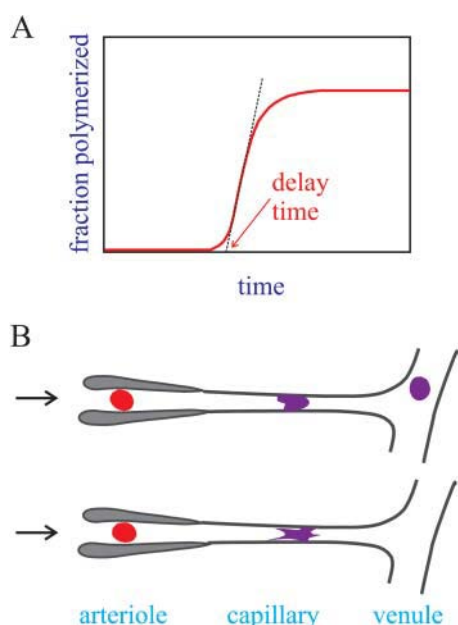 A
fraction polymerized
delay
time
time
B
arteriole capillary venule